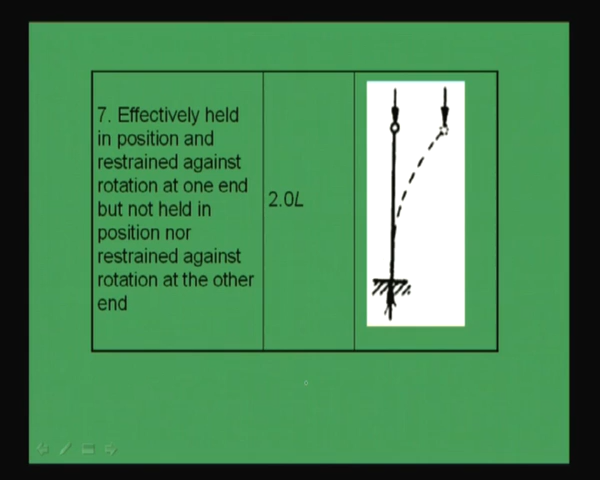 7. Effectively held
in position and
restrained against
rotation at one end
but not held in
position nor
restrained against
rotation at the other
end
2.0L